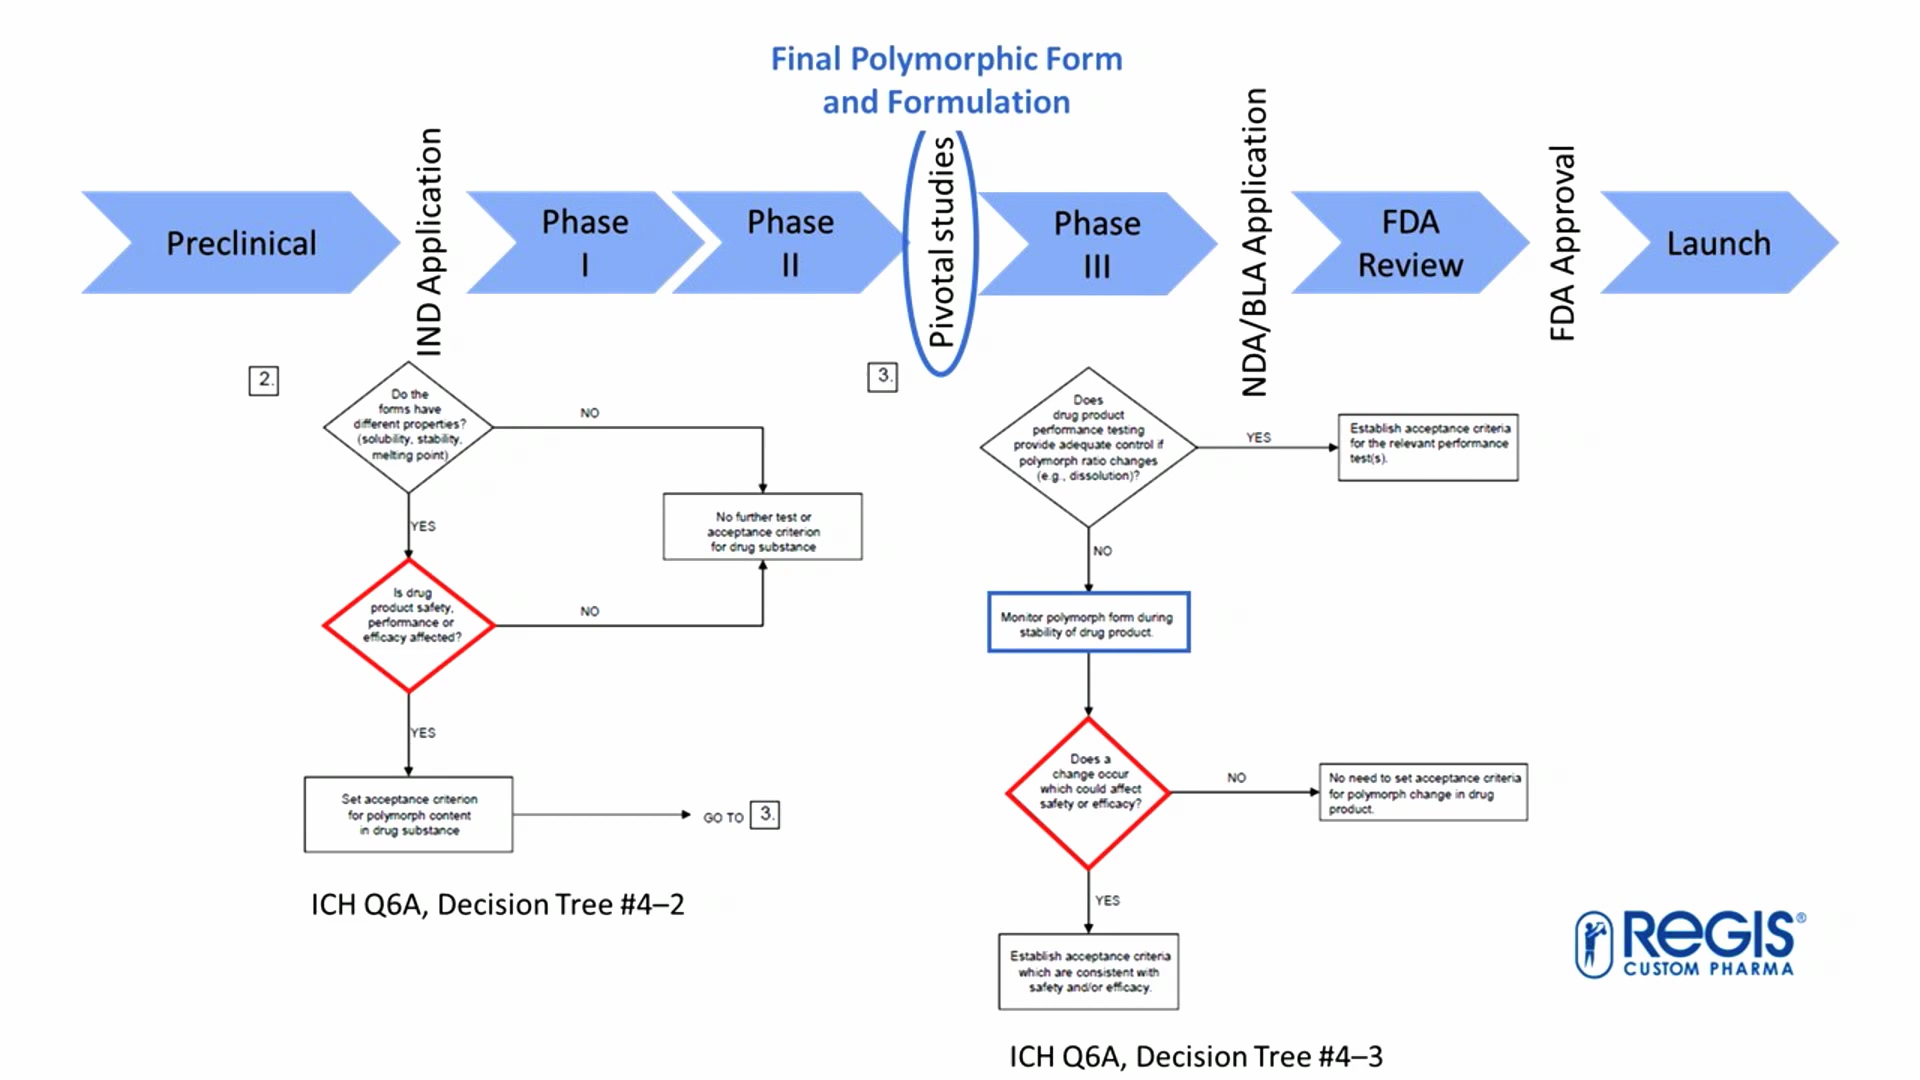 Final Polymorphic Form
and Formulation
Preclinical
IND Application
Phase
I
Phase
II
Pivotal studies
Phase
III
NDA/BLA Application
FDA
Review
FDA Approval
Launch
2.
Do the
forms have
different properties?
(solubility, stability,
melting point)
NO
YES
No further test or
acceptance criterion
for drug substance
Is drug
product safety,
performance or
efficacy affected?
NO
YES
Set acceptance criterion
for polymorph content
in drug substance
GO TO 3.
ICH Q6A, Decision Tree #4–2
3.
Does
drug product
performance testing
provide adequate control if
polymorph ratio changes
(e.g., dissolution)?
YES
Establish acceptance criteria
for the relevant performance
test(s).
NO
Monitor polymorph form during
stability of drug product.
Does a
change occur
which could affect
safety or efficacy?
NO
No need to set acceptance criteria
for polymorph change in drug
product.
YES
Establish acceptance criteria
which are consistent with
safety and/or efficacy.
ICH Q6A, Decision Tree #4–3
ReGIS®
CUSTOM PHARMA